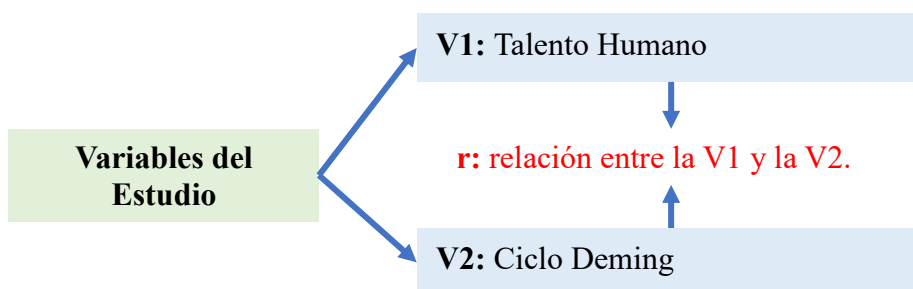 V1: Talento Humano
Variables del
Estudio
r: relación entre la V1 y la V2.
V2: Ciclo Deming